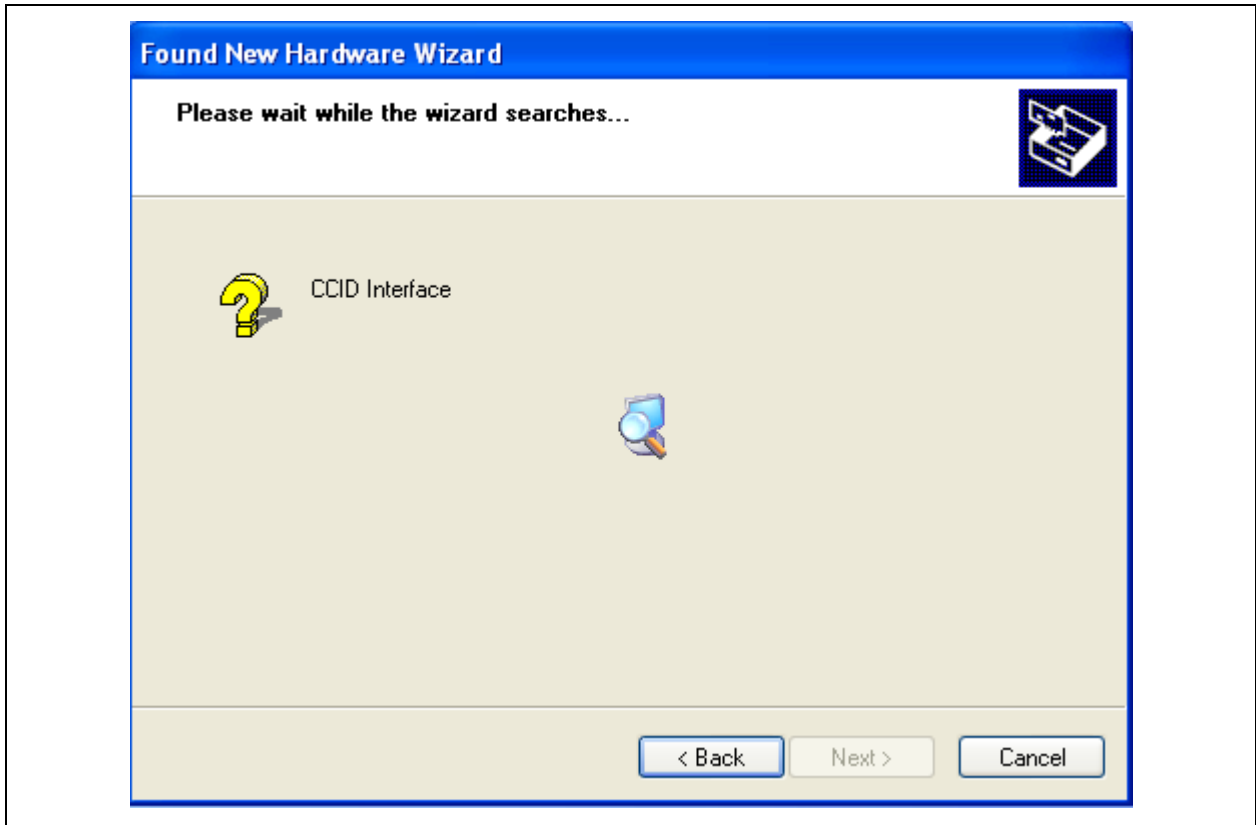 Found New Hardware Wizard
Please wait while the wizard searches...
CCID Interface
< Back Next > Cancel